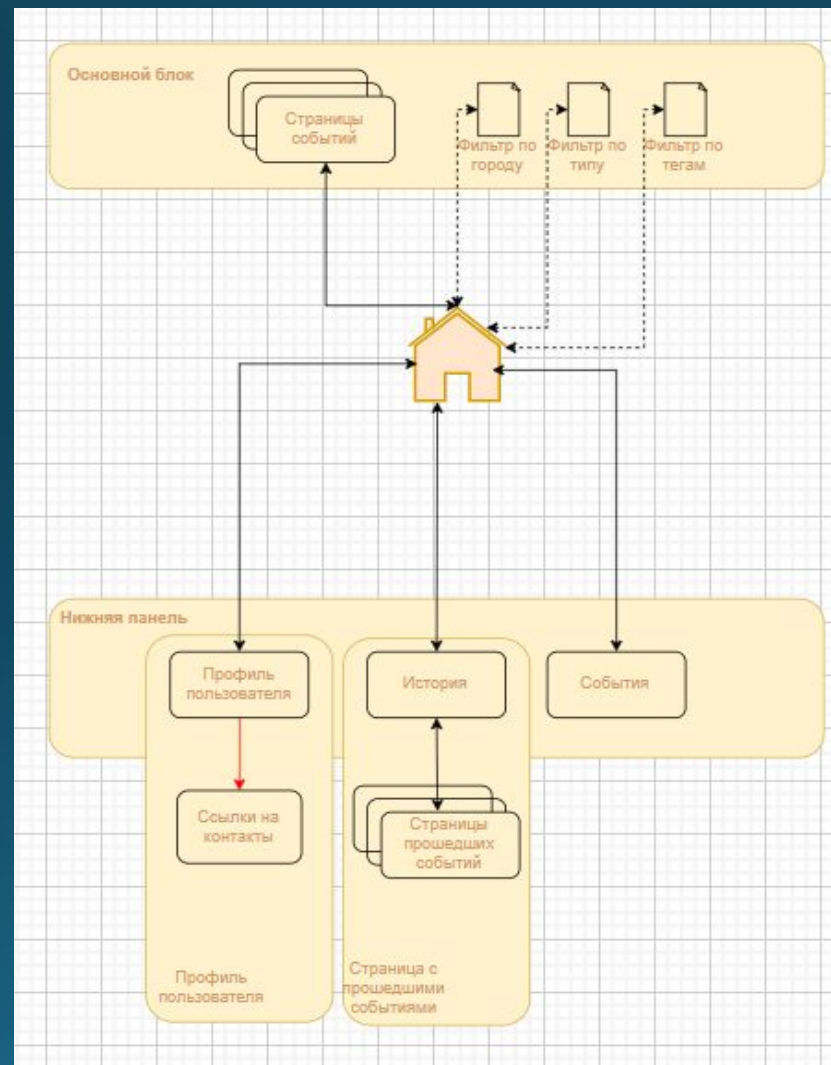 Основной блок
Страницы
событий
Фильтр по
городу
Фильтр по
типу
Фильтр по
тегам
Нижняя панель
Профиль
пользователя
История
События
Ссылки на
контакты
Страницы
прошедших
событий
Профиль
пользователя
Страница с
прошедшими
событиями